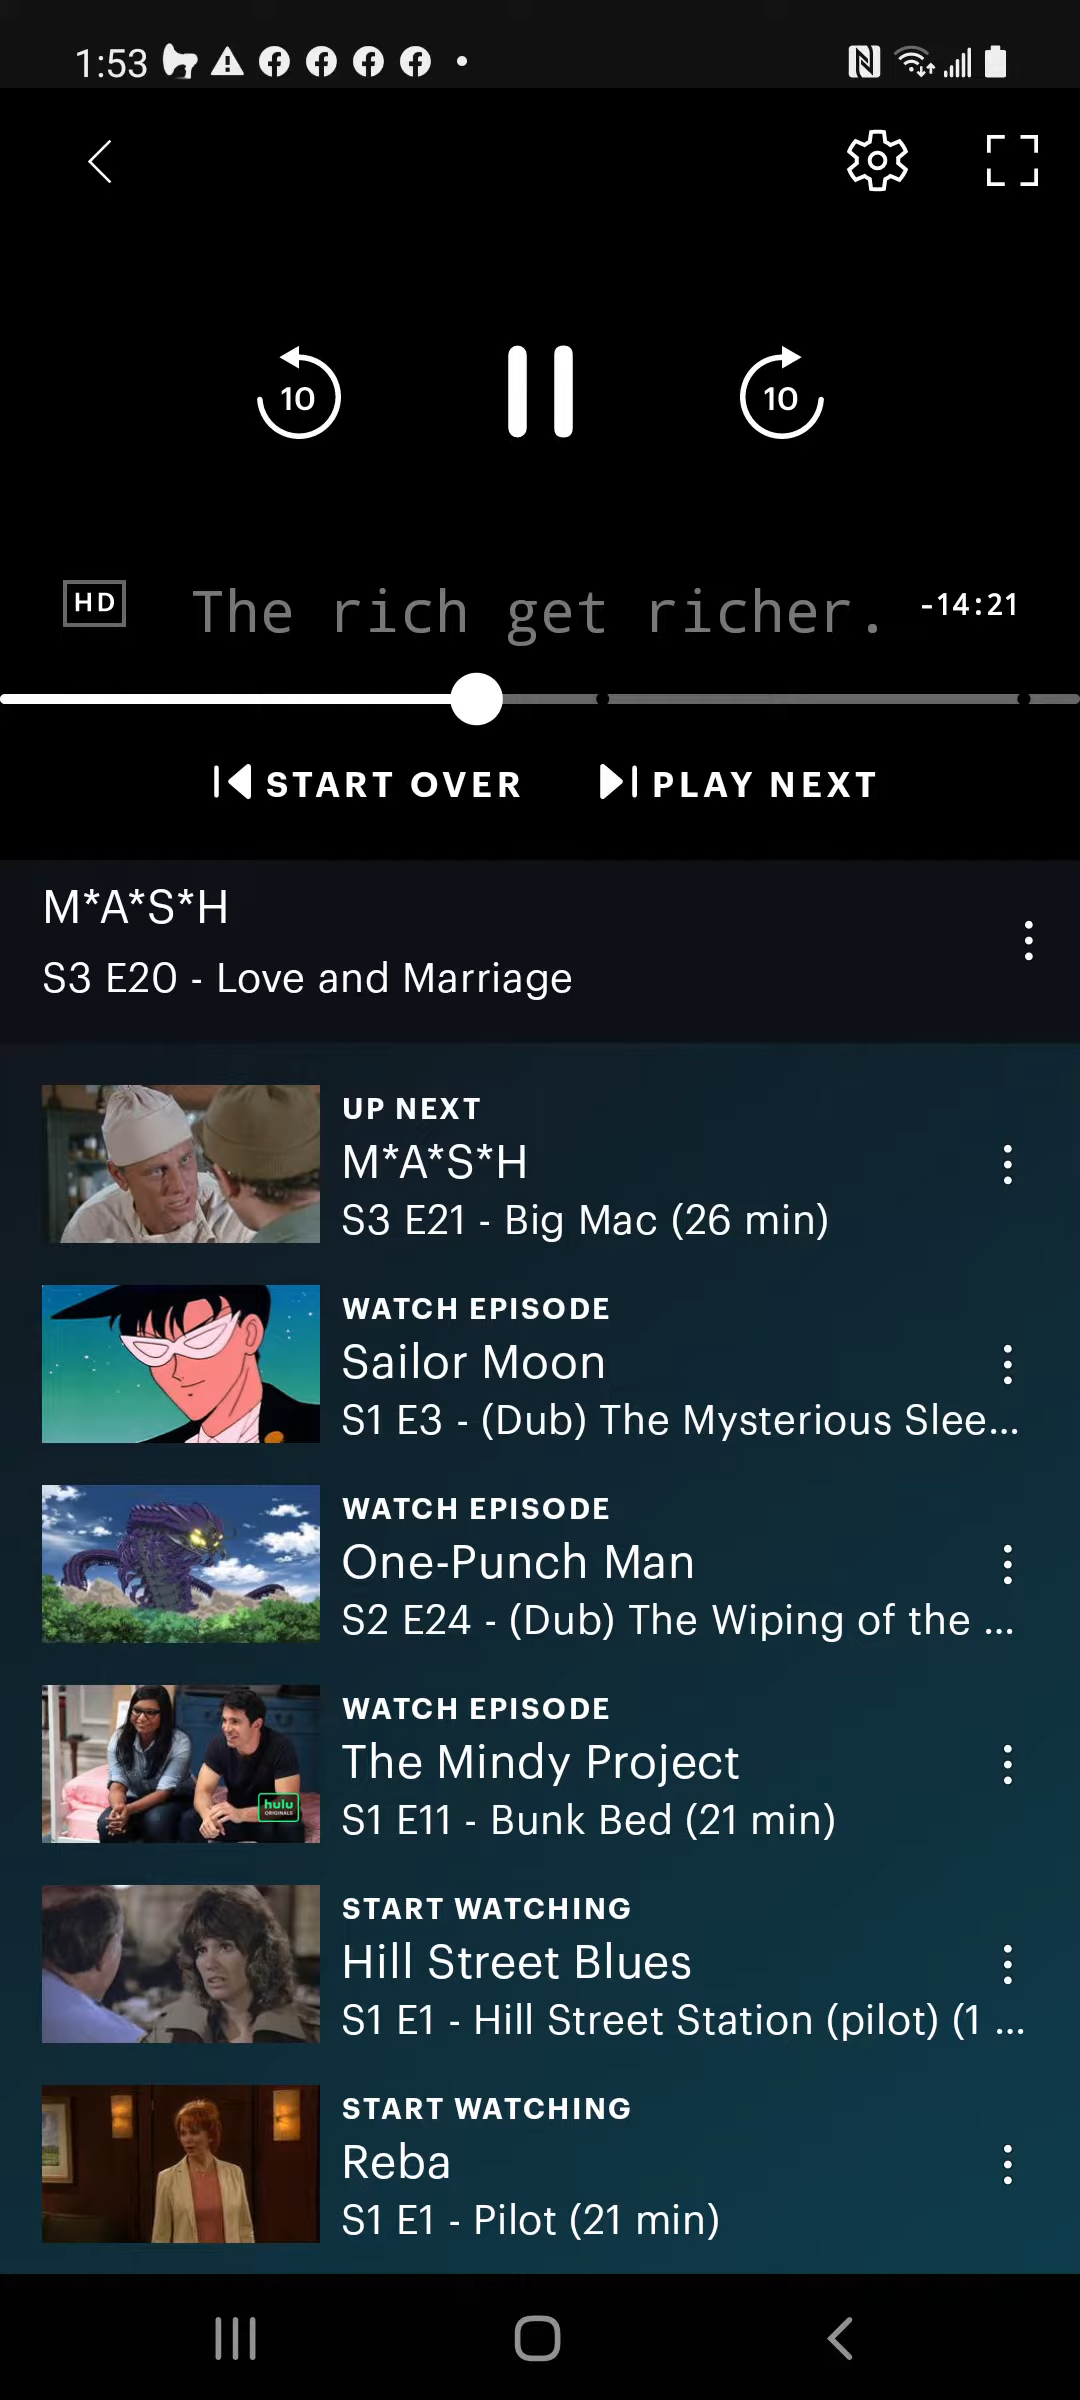 1:53
10
10
HD
The rich get richer.
-14:21
START OVER
PLAY NEXT
M*A*S*H
S3 E20 - Love and Marriage
UP NEXT
M*A*S*H
S3 E21 - Big Mac (26 min)
WATCH EPISODE
Sailor Moon
S1 E3 - (Dub) The Mysterious Slee...
WATCH EPISODE
One-Punch Man
S2 E24 - (Dub) The Wiping of the ...
WATCH EPISODE
The Mindy Project
S1 E11 - Bunk Bed (21 min)
hulu
ORIGINALS
START WATCHING
Hill Street Blues
S1 E1 - Hill Street Station (pilot) (1 ...
START WATCHING
Reba
S1 E1 - Pilot (21 min)